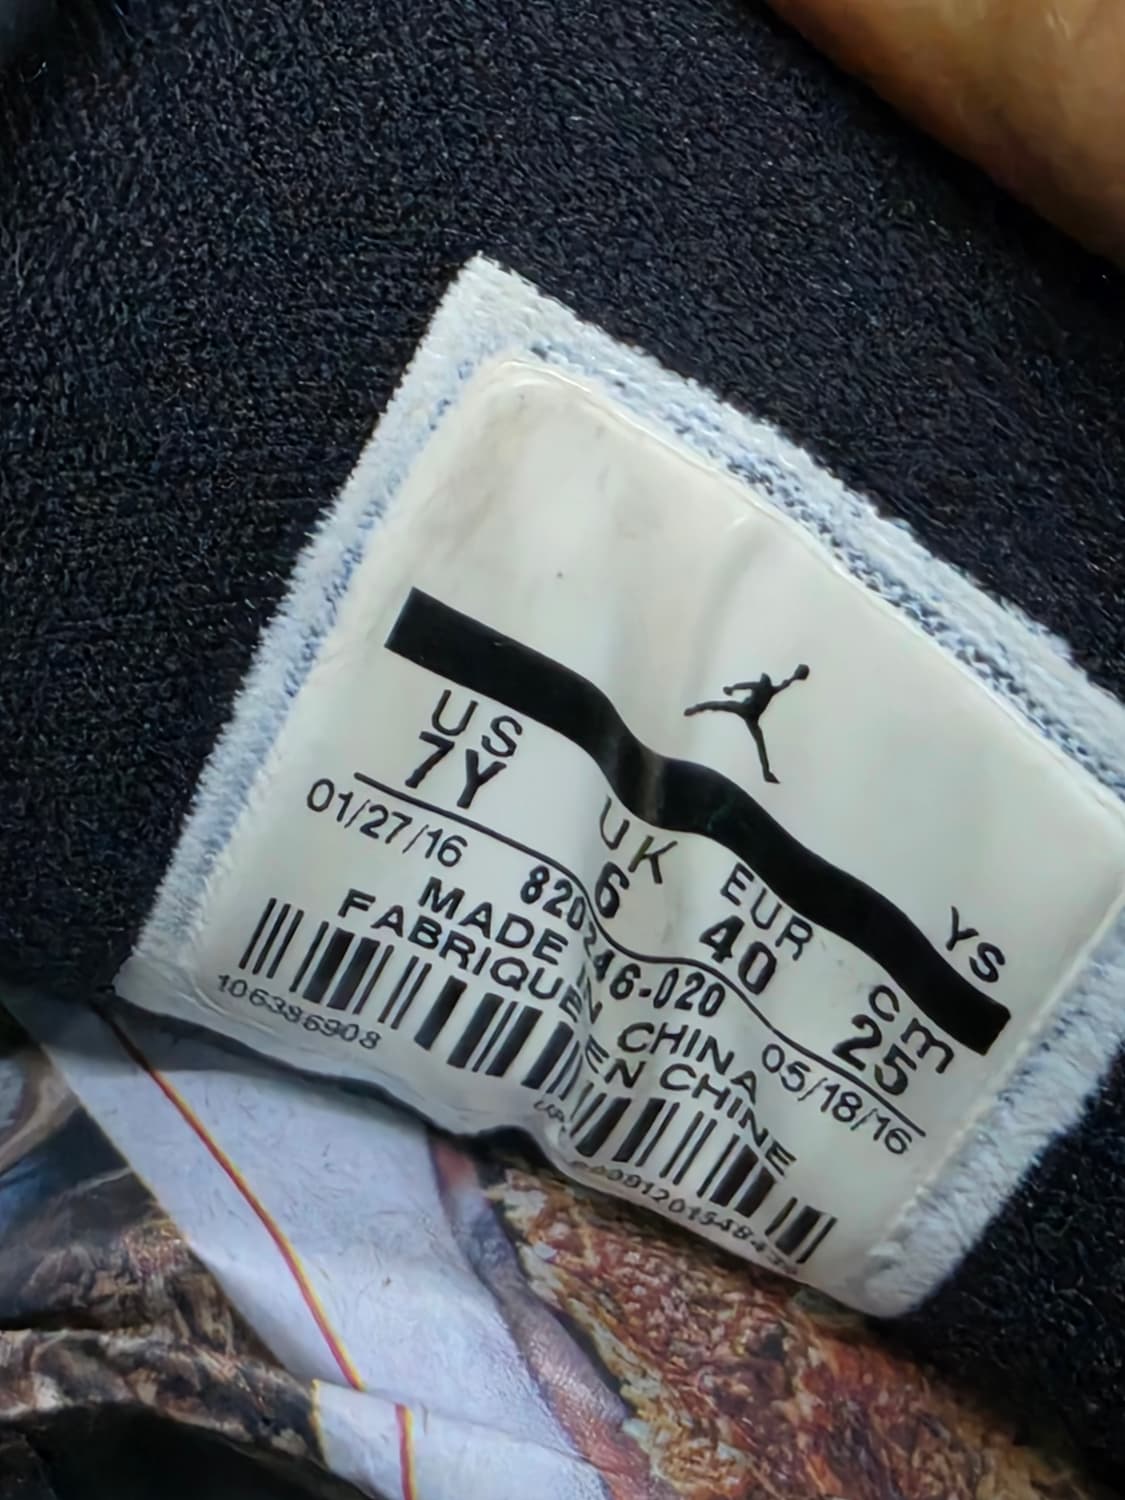 US UK EUR cm YS
7Y 6 40 25
01/27/16 820246-020 05/18/16
MADE IN CHINA
FABRIQUE EN CHINE
106386908